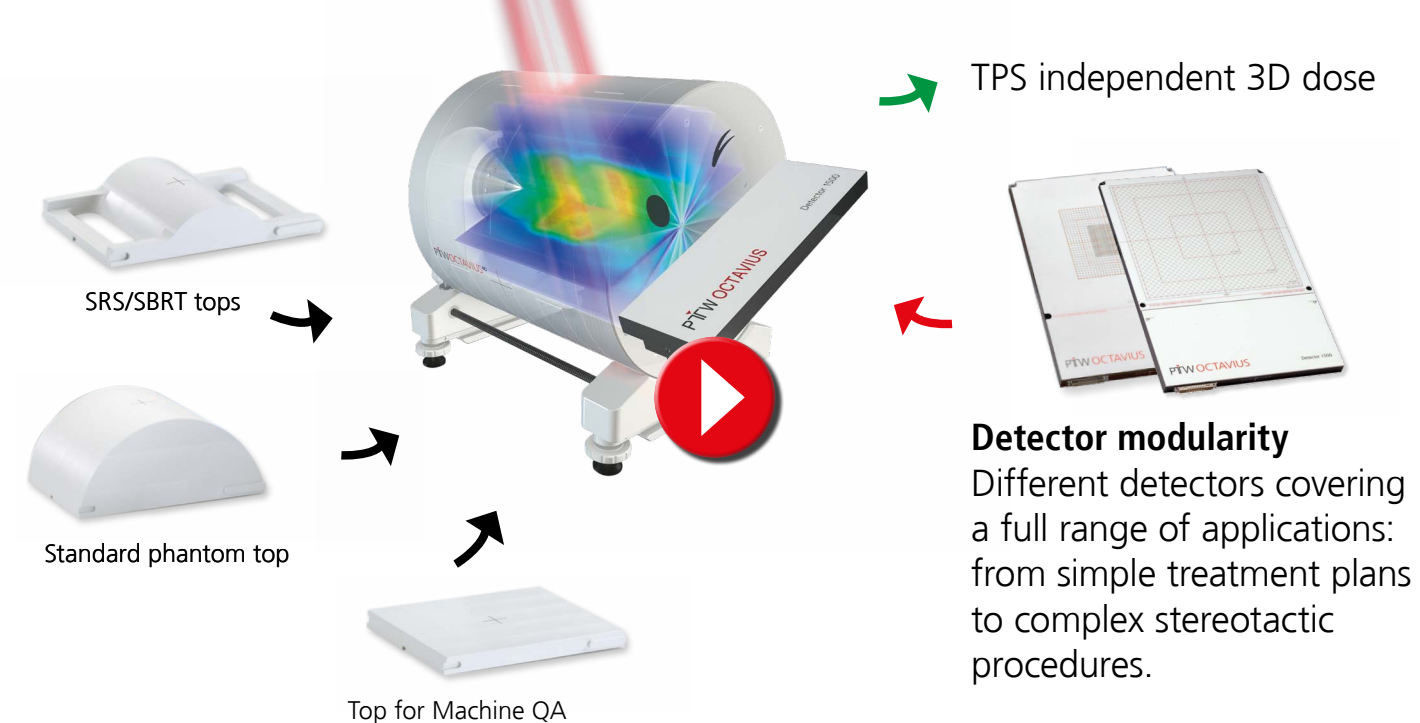 TPS independent 3D dose
Detector 1500
PTW OCTAVIUS
PTW OCTAVIUS
SRS/SBRT tops
PTW OCTAVIUS
PTW OCTAVIUS
Detector 1500
Detector modularity
Different detectors covering
a full range of applications:
from simple treatment plans
to complex stereotactic
procedures.
Standard phantom top
Top for Machine QA